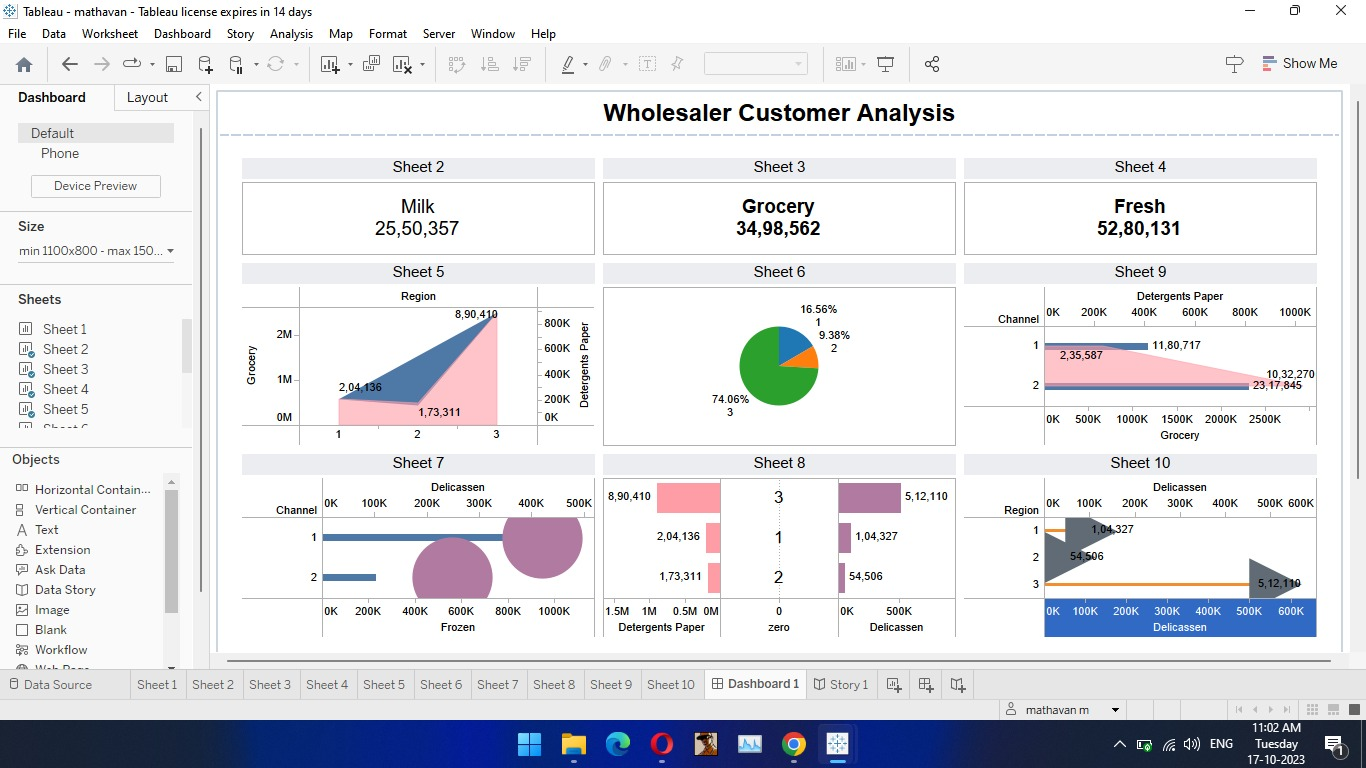 Tableau - mathavan - Tableau license expires in 14 days
File Data Worksheet Dashboard Story Analysis Map Format Server Window Help
Show Me
Dashboard Layout
Default
Phone
Device Preview
Size
min 1100x800 - max 150...
Sheets
Sheet 1
Sheet 2
Sheet 3
Sheet 4
Sheet 5
Objects
Horizontal Contain...
Vertical Container
Text
Extension
Ask Data
Data Story
Image
Blank
Workflow
Wholesaler Customer Analysis
Sheet 2
Milk
25,50,357
Sheet 3
Grocery
34,98,562
Sheet 4
Fresh
52,80,131
Sheet 5
Region
8,90,410
2M
1M
0M
Grocery
2,04,136
1,73,311
800K
600K
400K
200K
0K
Detergents Paper
1 2 3
Sheet 6
16.56%
1
9.38%
2
74.06%
3
Sheet 9
Detergents Paper
Channel
0K 200K 400K 600K 800K 1000K
1
11,80,717
2,35,587
10,32,270
2
23,17,845
0K 500K 1000K 1500K 2000K 2500K
Grocery
Sheet 7
Delicassen
Channel
0K 100K 200K 300K 400K 500K
1
2
0K 200K 400K 600K 800K 1000K
Frozen
Sheet 8
8,90,410 3 5,12,110
2,04,136 1 1,04,327
1,73,311 2 54,506
1.5M 1M 0.5M 0M 0 0K 500K
Detergents Paper zero Delicassen
Sheet 10
Delicassen
Region
0K 100K 200K 300K 400K 500K 600K
1 1,04,327
2 54,506
3 5,12,110
0K 100K 200K 300K 400K 500K 600K
Delicassen
Data Source Sheet 1 Sheet 2 Sheet 3 Sheet 4 Sheet 5 Sheet 6 Sheet 7 Sheet 8 Sheet 9 Sheet 10 Dashboard 1 Story 1
mathavan m
ENG
11:02 AM
Tuesday
17-10-2023
1